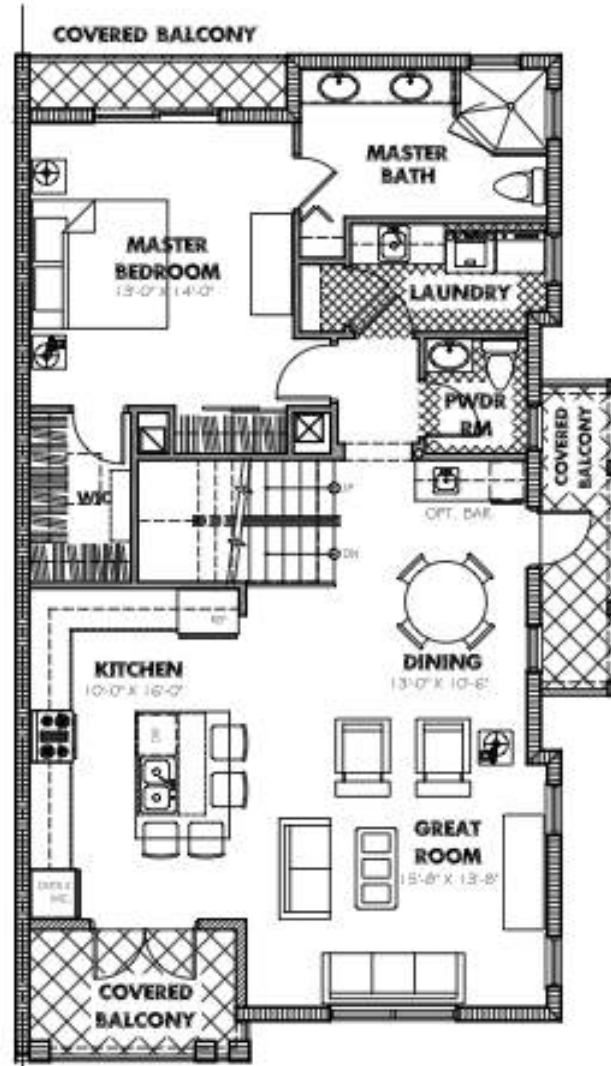 COVERED BALCONY
MASTER
BATH
MASTER
BEDROOM
13'-0" X 14'-0"
LAUNDRY
PWDR
RM
COVERED
BALCONY
WIC
UP
DN
OPT. BAR
REF
KITCHEN
10'-0" X 16'-0"
DINING
13'-0" X 10'-6"
GREAT
ROOM
15'-8" X 13'-8"
COVERED
BALCONY